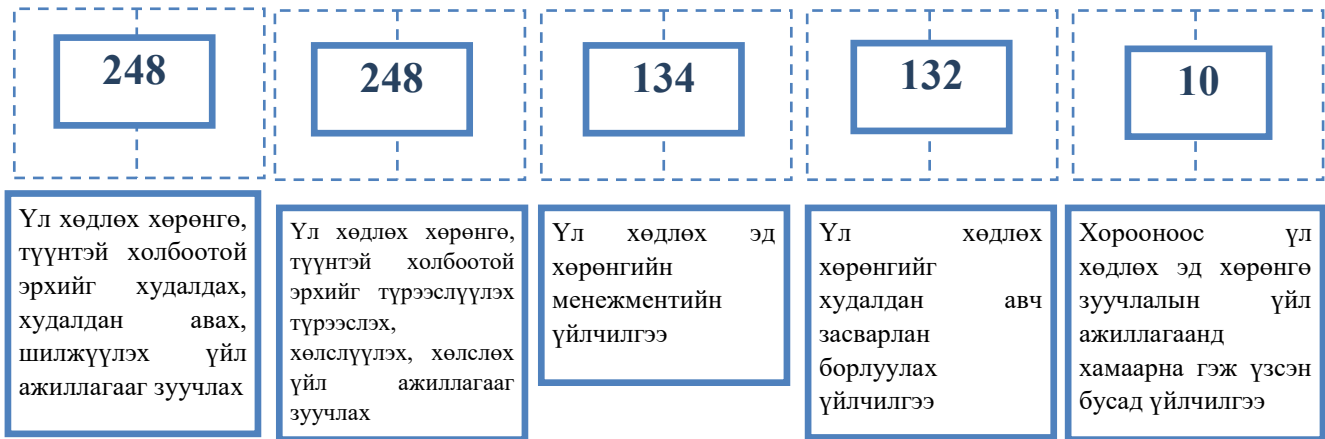 248
Үл хөдлөх хөрөнгө,
түүнтэй холбоотой
эрхийг худалдах,
худалдан авах,
шилжүүлэх үйл
ажиллагааг зуучлах
248
Үл хөдлөх хөрөнгө,
түүнтэй холбоотой
эрхийг түрээслүүлэх
түрээслэх,
хөлслүүлэх, хөлслөх
үйл ажиллагааг
зуучлах
134
Үл хөдлөх эд
хөрөнгийн
менежментийн
үйлчилгээ
132
Үл хөдлөх
хөрөнгийг
худалдан авч
засварлан
борлуулах
үйлчилгээ
10
Хорооноос үл
хөдлөх эд хөрөнгө
зуучлалын үйл
ажиллагаанд
хамаарна гэж үзсэн
бусад үйлчилгээ